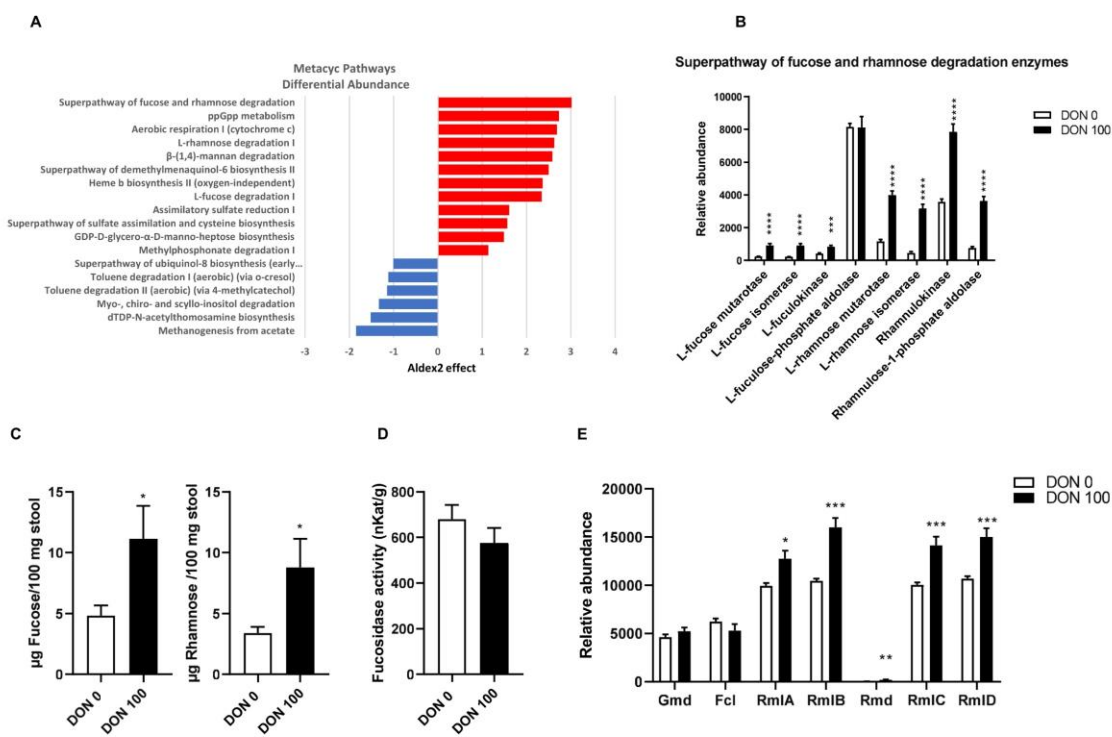 A
Metacyc Pathways
Differential Abundance
Superpathway of fucose and rhamnose degradation
ppGpp metabolism
Aerobic respiration I (cytochrome c)
L-rhamnose degradation I
β-(1,4)-mannan degradation
Superpathway of demethylmenaquinol-6 biosynthesis II
Heme b biosynthesis II (oxygen-independent)
L-fucose degradation I
Assimilatory sulfate reduction I
Superpathway of sulfate assimilation and cysteine biosynthesis
GDP-D-glycero-α-D-manno-heptose biosynthesis
Methylphosphonate degradation I
Superpathway of ubiquinol-8 biosynthesis (early...
Toluene degradation I (aerobic) (via o-cresol)
Toluene degradation II (aerobic) (via 4-methylcatechol)
Myo-, chiro- and scyllo-inositol degradation
dTDP-N-acetylthomosamine biosynthesis
Methanogenesis from acetate
-3 -2 -1 0 1 2 3 4
Aldex2 effect
B
Superpathway of fucose and rhamnose degradation enzymes
Relative abundance
10000
8000
6000
4000
2000
0
**** **** *** **** **** **** ****
DON 0
DON 100
L-fucose mutarotase
L-fucose isomerase
L-fuculokinase
L-fuculose-phosphate aldolase
L-rhamnose mutarotase
L-rhamnose isomerase
Rhamnulokinase
Rhamnulose-1-phosphate aldolase
C
µg Fucose/100 mg stool
15
10
5
0
*
DON 0
DON 100
µg Rhamnose /100 mg stool
15
10
5
0
*
DON 0
DON 100
D
Fucosidase activity (nKat/g)
800
600
400
200
0
DON 0
DON 100
E
Relative abundance
20000
15000
10000
5000
0
* *** ** *** ***
DON 0
DON 100
Gmd Fcl RmlA RmlB Rmd RmlC RmlD